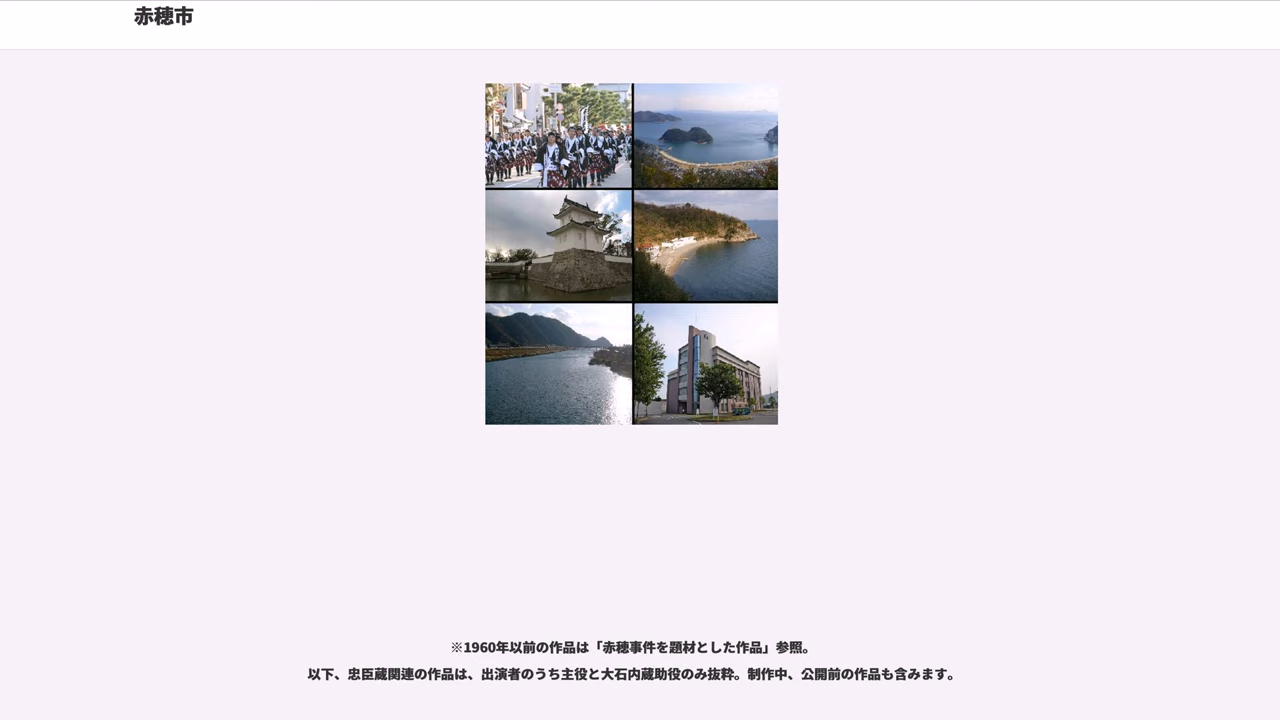 赤穂市
※1960年以前の作品は「赤穂事件を題材とした作品」参照。
以下、忠臣蔵関連の作品は、出演者のうち主役と大石内蔵助役のみ抜粋。制作中、公開前の作品も含みます。